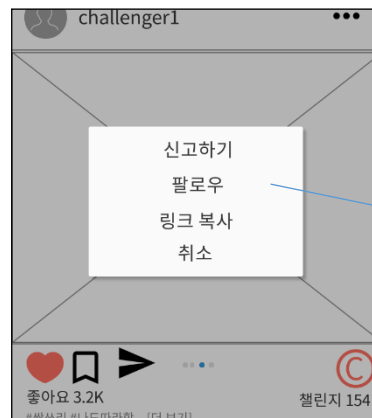 challenger1
신고하기
팔로우
링크 복사
취소
C
좋아요 3.2K
챌린지 154